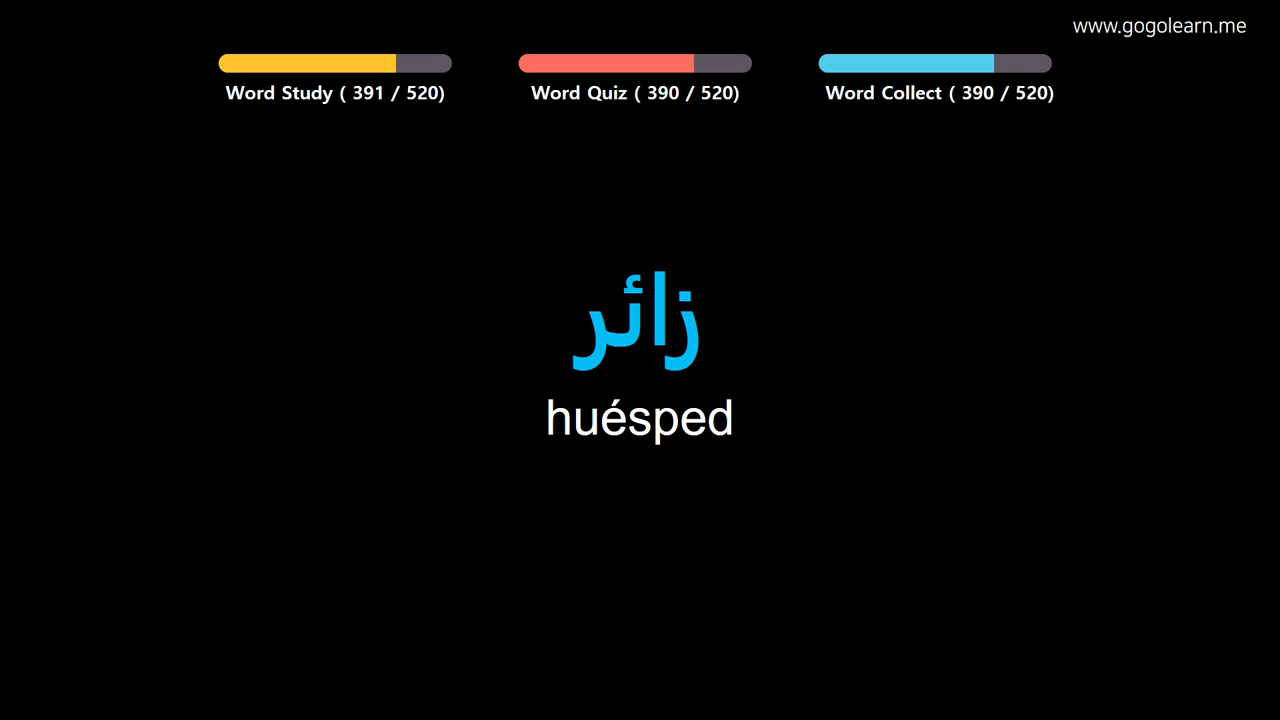 www.gogolearn.me
Word Study ( 391 / 520)
Word Quiz ( 390 / 520)
Word Collect ( 390 / 520)
زائر
huésped